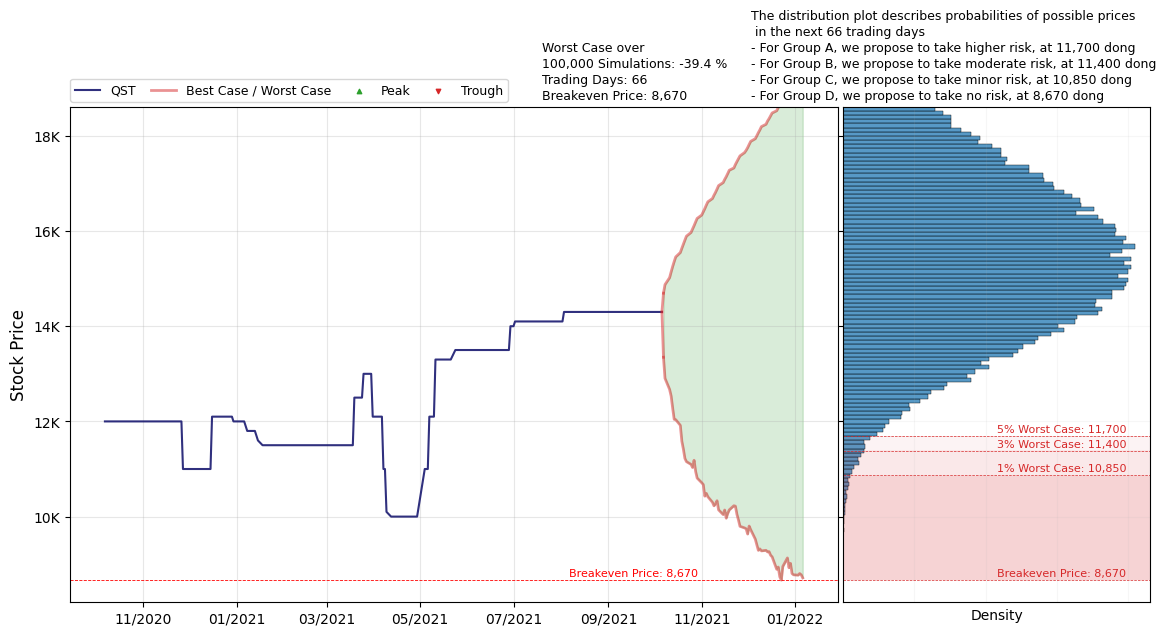 The distribution plot describes probabilities of possible prices
in the next 66 trading days
- For Group A, we propose to take higher risk, at 11,700 dong
- For Group B, we propose to take moderate risk, at 11,400 dong
- For Group C, we propose to take minor risk, at 10,850 dong
- For Group D, we propose to take no risk, at 8,670 dong
Worst Case over
100,000 Simulations: -39.4 %
Trading Days: 66
Breakeven Price: 8,670
QST
Best Case / Worst Case
Peak
Trough
Stock Price
18K
16K
14K
12K
10K
Breakeven Price: 8,670
11/2020
01/2021
03/2021
05/2021
07/2021
09/2021
11/2021
01/2022
5% Worst Case: 11,700
3% Worst Case: 11,400
1% Worst Case: 10,850
Breakeven Price: 8,670
Density